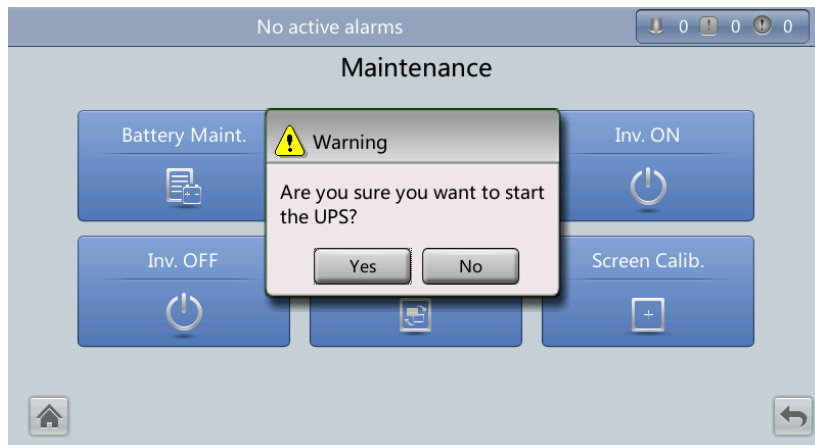 No active alarms
0 0 0
Maintenance
Battery Maint.
Inv. ON
Warning
Are you sure you want to start
the UPS?
Yes No
Inv. OFF
Screen Calib.